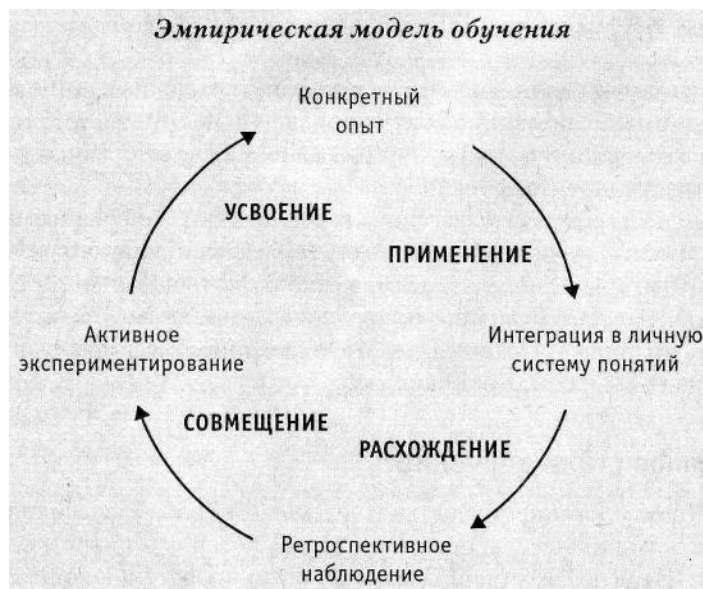 Эмпирическая модель обучения
Конкретный
опыт
УСВОЕНИЕ
ПРИМЕНЕНИЕ
Активное
экспериментирование
Интеграция в личную
систему понятий
СОВМЕЩЕНИЕ
РАСХОЖДЕНИЕ
Ретроспективное
наблюдение